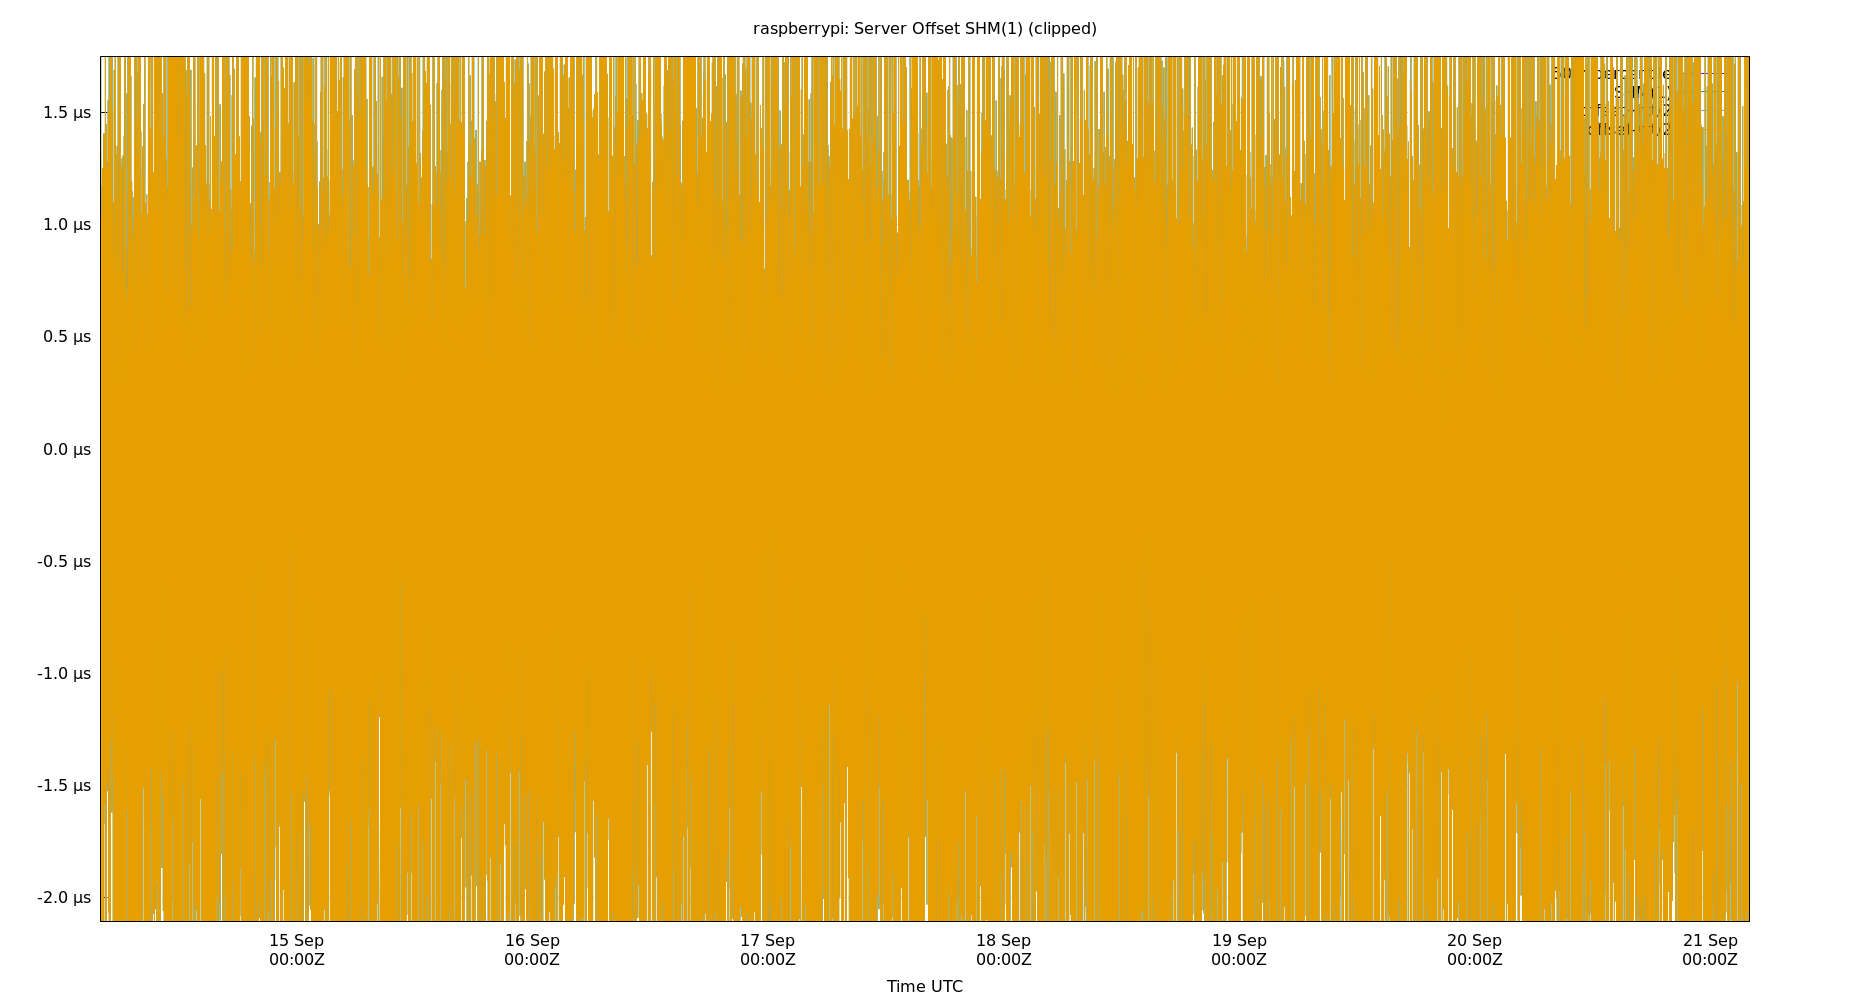 raspberrypi: Server Offset SHM(1) (clipped)
1.5 µs
1.0 µs
0.5 µs
0.0 µs
-0.5 µs
-1.0 µs
-1.5 µs
-2.0 µs
15 Sep 16 Sep 17 Sep 18 Sep 19 Sep 20 Sep 21 Sep
00:00Z 00:00Z 00:00Z 00:00Z 00:00Z 00:00Z 00:00Z
Time UTC